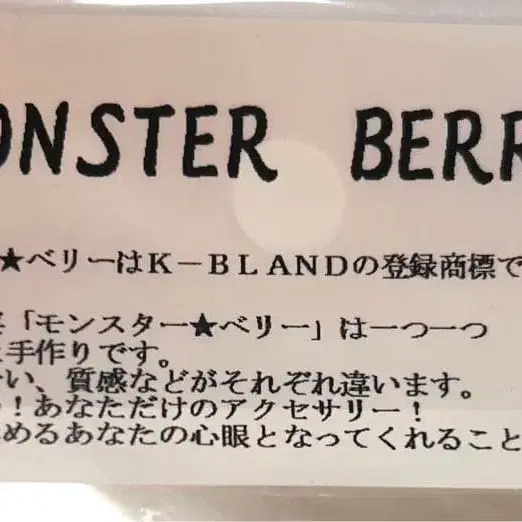 ONSTER BERR
★ベリーはK－BLANDの登録商標で
「モンスター★ベリー」は一つ一つ
手作りです。
い、質感などがそれぞれ違います。
！あなただけのアクセサリー！
めるあなたの心眼となってくれること